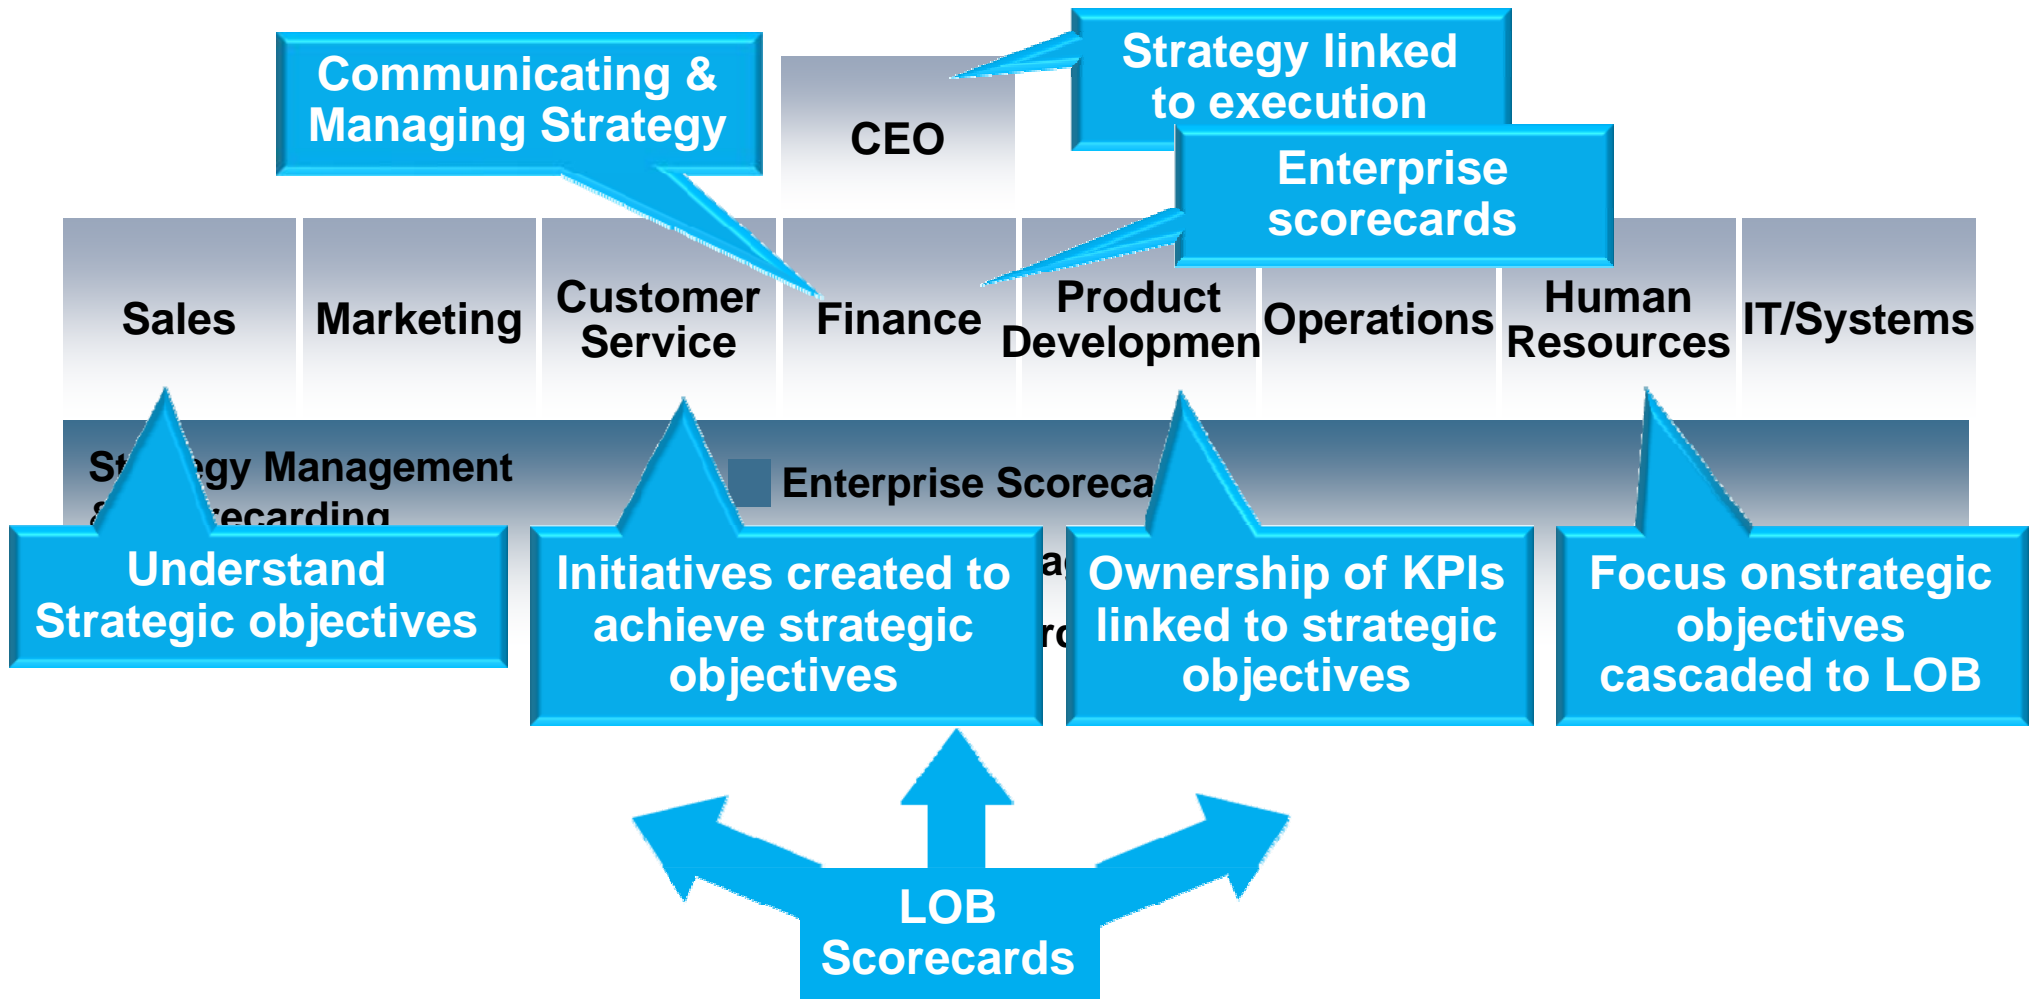 Communicating &
Managing Strategy
Strategy linked
to execution
CEO
Enterprise
scorecards
Sales
Marketing
Customer
Service
Finance
Product
Developmen
Operations
Human
Resources
IT/Systems
Management
Enterprise
Understand
Strategic objectives
Initiatives created to
achieve strategic
objectives
Ownership of KPIs
linked to strategic
objectives
Focus onstrategic
objectives
cascaded to LOB
LOB
Scorecards